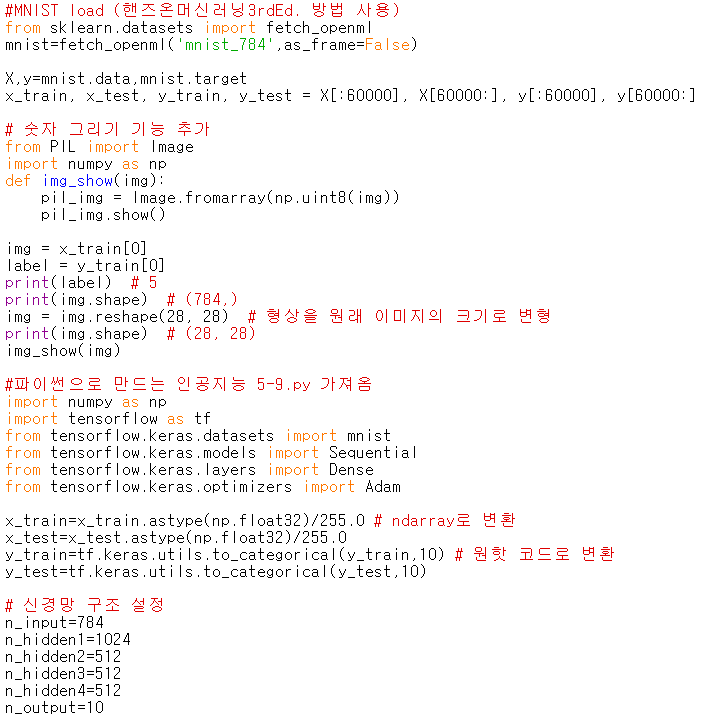 #MNIST load (핸즈온머신러닝3rdEd. 방법 사용)
from sklearn.datasets import fetch_openml
mnist=fetch_openml('mnist_784',as_frame=False)
X,y=mnist.data,mnist.target
x_train, x_test, y_train, y_test = X[:60000], X[60000:], y[:60000], y[60000:]
# 숫자 그리기 기능 추가
from PIL import Image
import numpy as np
def img_show(img):
    pil_img = Image.fromarray(np.uint8(img))
    pil_img.show()
img = x_train[0]
label = y_train[0]
print(label)  # 5
print(img.shape)  # (784,)
img = img.reshape(28, 28)  # 형상을 원래 이미지의 크기로 변형
print(img.shape)  # (28, 28)
img_show(img)
#파이썬으로 만드는 인공지능 5-9.py 가져옴
import numpy as np
import tensorflow as tf
from tensorflow.keras.datasets import mnist
from tensorflow.keras.models import Sequential
from tensorflow.keras.layers import Dense
from tensorflow.keras.optimizers import Adam
x_train=x_train.astype(np.float32)/255.0 # ndarray로 변환
x_test=x_test.astype(np.float32)/255.0
y_train=tf.keras.utils.to_categorical(y_train,10) # 원핫 코드로 변환
y_test=tf.keras.utils.to_categorical(y_test,10)
# 신경망 구조 설정
n_input=784
n_hidden1=1024
n_hidden2=512
n_hidden3=512
n_hidden4=512
n_output=10